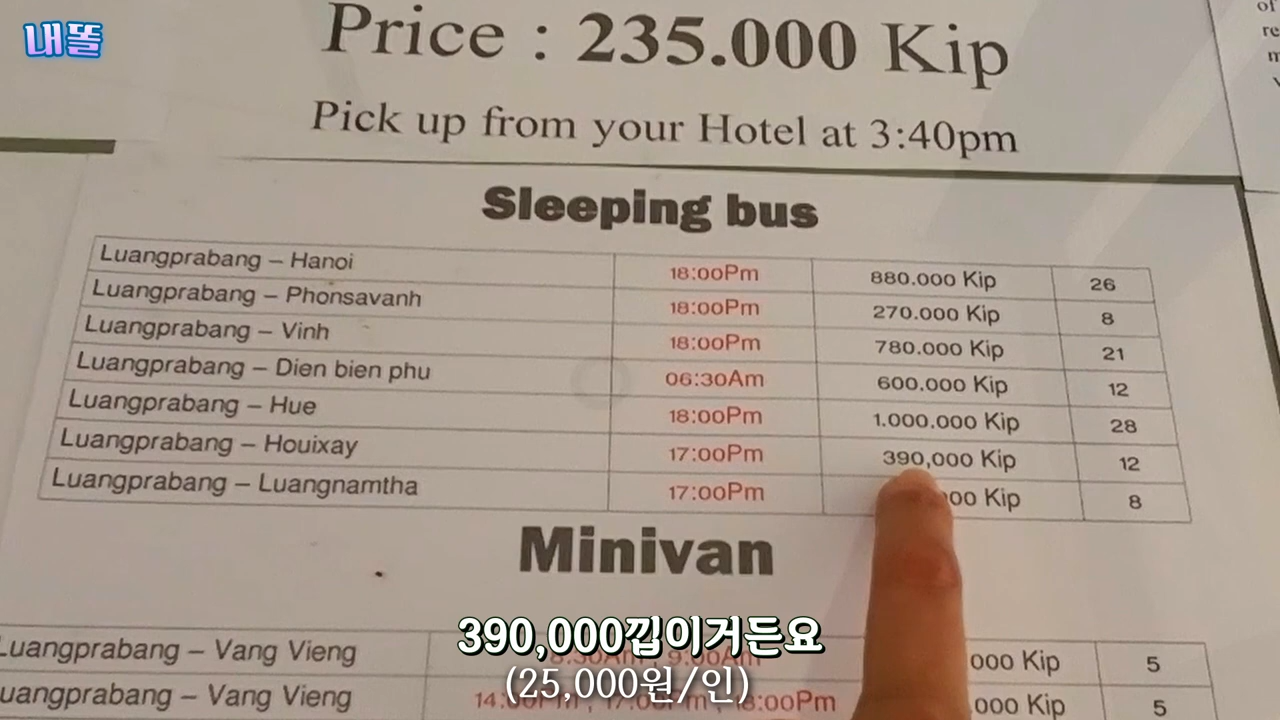 내똘
Price : 235.000 Kip
Pick up from your Hotel at 3:40pm
Sleeping bus
Luangprabang – Hanoi 18:00Pm 880.000 Kip 26
Luangprabang – Phonsavanh 18:00Pm 270.000 Kip 8
Luangprabang – Vinh 18:00Pm 780.000 Kip 21
Luangprabang – Dien bien phu 06:30Am 600.000 Kip 12
Luangprabang – Hue 18:00Pm 1.000.000 Kip 28
Luangprabang – Houixay 17:00Pm 390,000 Kip 12
Luangprabang – Luangnamtha 17:00Pm Kip 8
Minivan
390,000낍이거든요
Luangprabang – Vang Vieng 8:30Am , 9:00Am 000 Kip 5
(25,000원/인)
Luangprabang – Vang Vieng 000 Kip 5